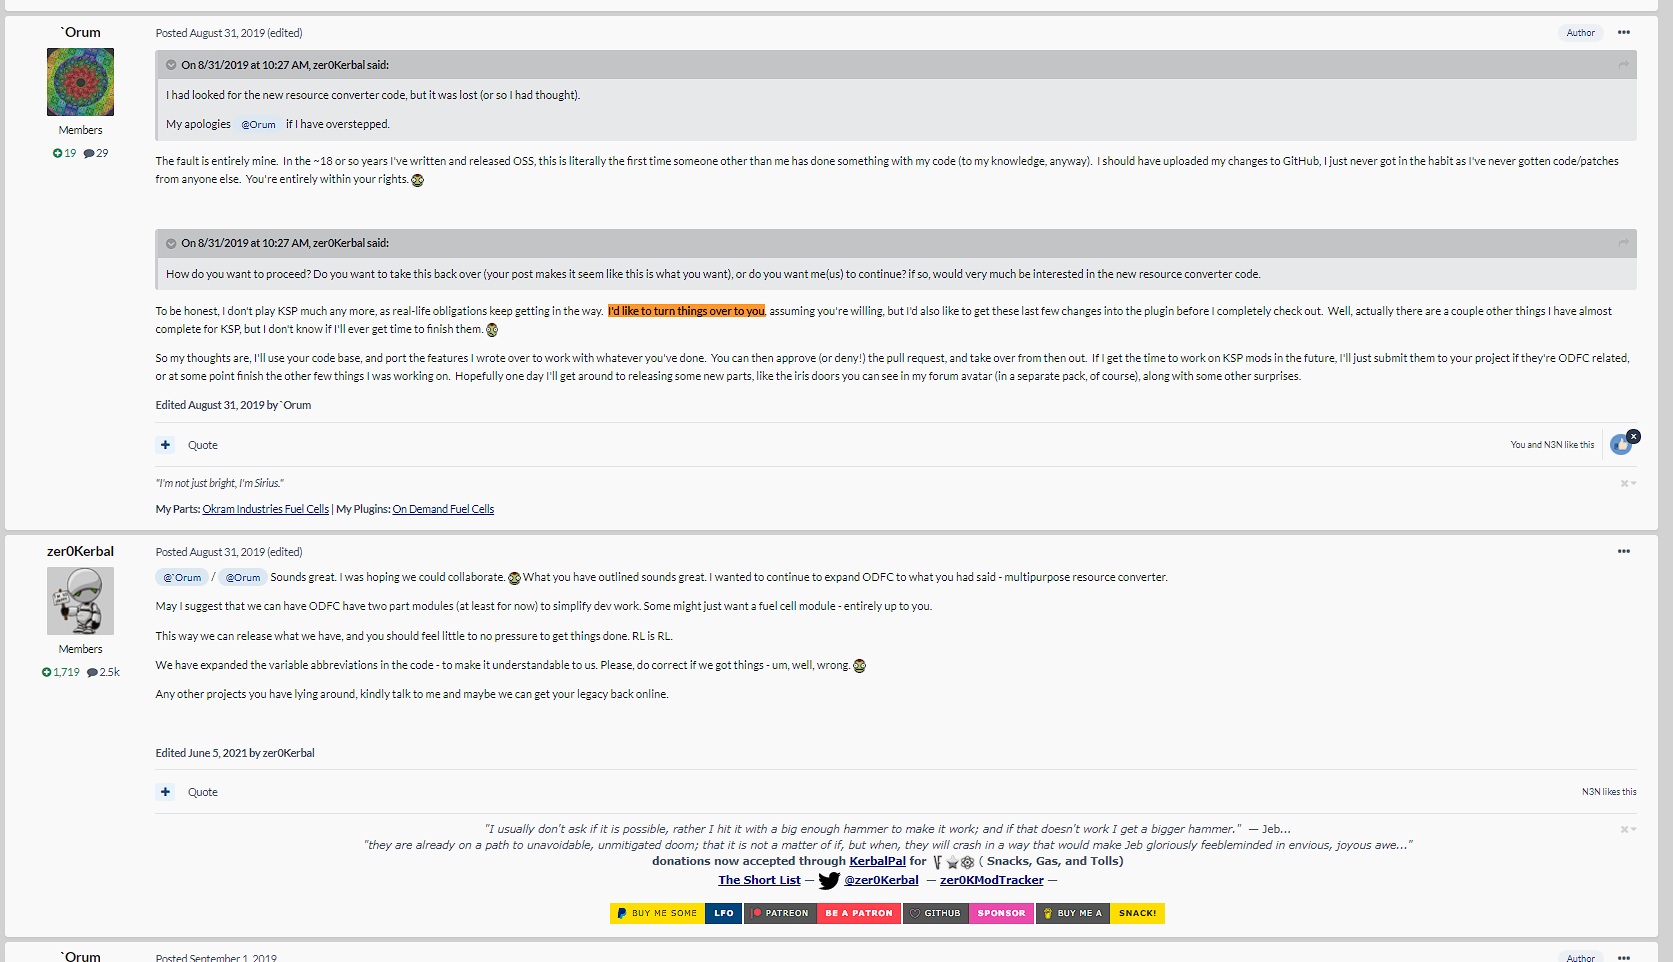 `Orum
Posted August 31, 2019 (edited)
Author
On 8/31/2019 at 10:27 AM, zer0Kerbal said:
I had looked for the new resource converter code, but it was lost (or so I had thought).
My apologies @Orum if I have overstepped.
Members
19 29
The fault is entirely mine. In the ~18 or so years I've written and released OSS, this is literally the first time someone other than me has done something with my code (to my knowledge, anyway). I should have uploaded my changes to GitHub, I just never got in the habit as I've never gotten code/patches
from anyone else. You're entirely within your rights.
On 8/31/2019 at 10:27 AM, zer0Kerbal said:
How do you want to proceed? Do you want to take this back over (your post makes it seem like this is what you want), or do you want me(us) to continue? if so, would very much be interested in the new resource converter code.
To be honest, I don't play KSP much any more, as real-life obligations keep getting in the way. I'd like to turn things over to you, assuming you're willing, but I'd also like to get these last few changes into the plugin before I completely check out. Well, actually there are a couple other things I have almost
complete for KSP, but I don't know if I'll ever get time to finish them.
So my thoughts are, I'll use your code base, and port the features I wrote over to work with whatever you've done. You can then approve (or deny!) the pull request, and take over from then out. If I get the time to work on KSP mods in the future, I'll just submit them to your project if they're ODFC related,
or at some point finish the other few things I was working on. Hopefully one day I'll get around to releasing some new parts, like the iris doors you can see in my forum avatar (in a separate pack, of course), along with some other surprises.
Edited August 31, 2019 by `Orum
+ Quote
You and N3N like this
"I'm not just bright, I'm Sirius."
My Parts: Okram Industries Fuel Cells | My Plugins: On Demand Fuel Cells
zer0Kerbal
Posted August 31, 2019 (edited)
@`Orum / @Orum Sounds great. I was hoping we could collaborate. What you have outlined sounds great. I wanted to continue to expand ODFC to what you had said - multipurpose resource converter.
May I suggest that we can have ODFC have two part modules (at least for now) to simplify dev work. Some might just want a fuel cell module - entirely up to you.
This way we can release what we have, and you should feel little to no pressure to get things done. RL is RL.
Members
1,719 2.5k
We have expanded the variable abbreviations in the code - to make it understandable to us. Please, do correct if we got things - um, well, wrong.
Any other projects you have lying around, kindly talk to me and maybe we can get your legacy back online.
Edited June 5, 2021 by zer0Kerbal
+ Quote
N3N likes this
"I usually don't ask if it is possible, rather I hit it with a big enough hammer to make it work; and if that doesn't work I get a bigger hammer." — Jeb...
"they are already on a path to unavoidable, unmitigated doom; that it is not a matter of if, but when, they will crash in a way that would make Jeb gloriously feebleminded in envious, joyous awe..."
donations now accepted through KerbalPal for ( Snacks, Gas, and Tolls)
The Short List — @zer0Kerbal — zer0KModTracker —
BUY ME SOME LFO PATREON BE A PATRON GITHUB SPONSOR BUY ME A SNACK!
`Orum
Posted September 1, 2019
Author